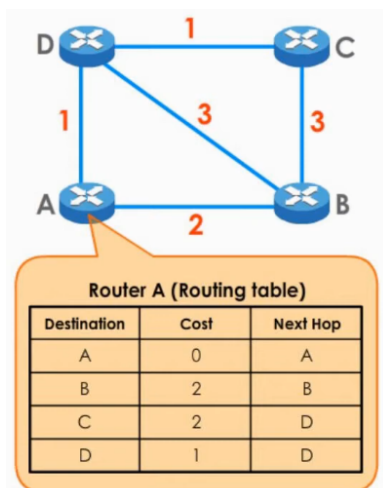 D 1 C
1 3 3
A 2 B
Router A (Routing table)
Destination Cost Next Hop
A 0 A
B 2 B
C 2 D
D 1 D